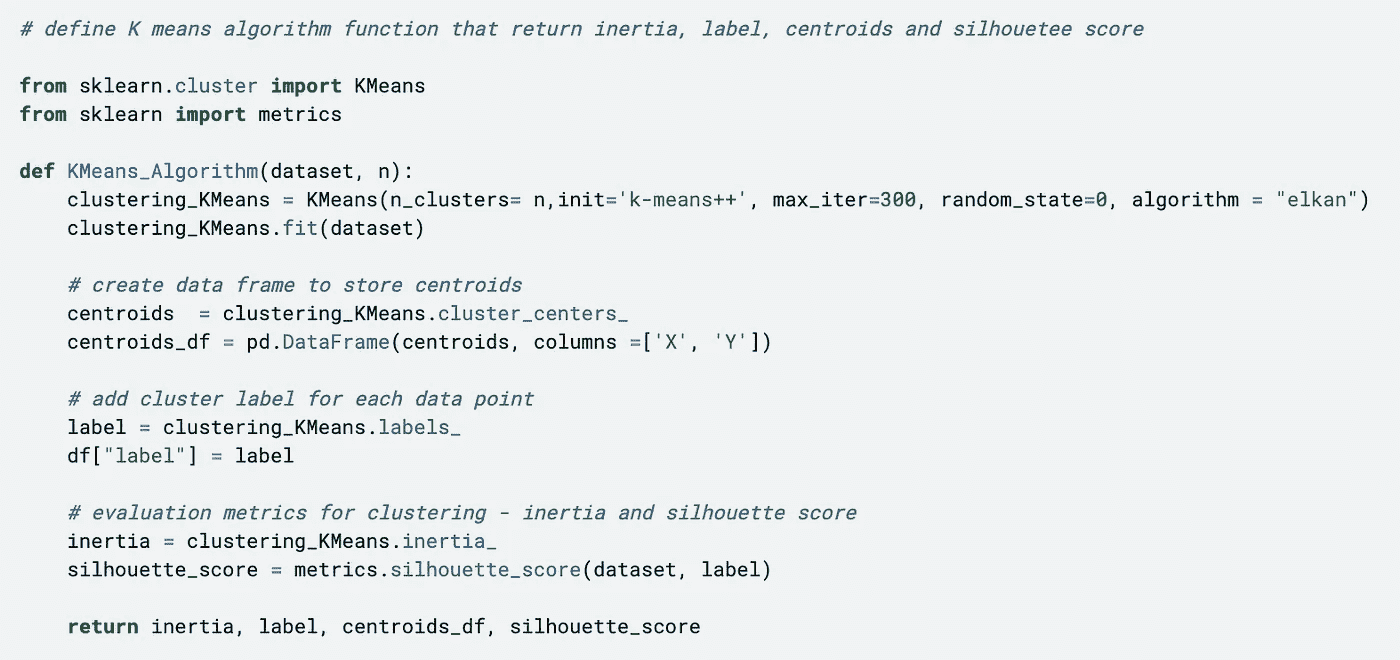 # define K means algorithm function that return inertia, label, centroids and silhouetee score
from sklearn.cluster import KMeans
from sklearn import metrics
def KMeans_Algorithm(dataset, n):
    clustering_KMeans = KMeans(n_clusters= n,init='k-means++', max_iter=300, random_state=0, algorithm = "elkan")
    clustering_KMeans.fit(dataset)
    # create data frame to store centroids
    centroids  = clustering_KMeans.cluster_centers_
    centroids_df = pd.DataFrame(centroids, columns =['X', 'Y'])
    # add cluster label for each data point
    label = clustering_KMeans.labels_
    df["label"] = label
    # evaluation metrics for clustering - inertia and silhouette score
    inertia = clustering_KMeans.inertia_
    silhouette_score = metrics.silhouette_score(dataset, label)
    return inertia, label, centroids_df, silhouette_score